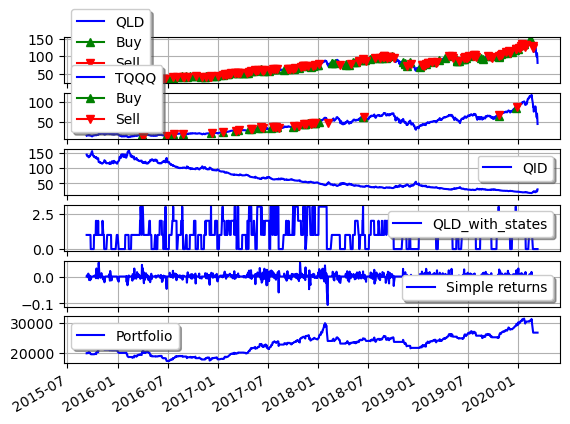 QLD
Buy
Sell
150
100
50
TQQQ
Buy
Sell
100
50
150
100
50
QID
2.5
0.0
QLD_with_states
0.0
−0.1
Simple returns
30000
20000
Portfolio
2015-07 2016-01 2016-07 2017-01 2017-07 2018-01 2018-07 2019-01 2019-07 2020-01